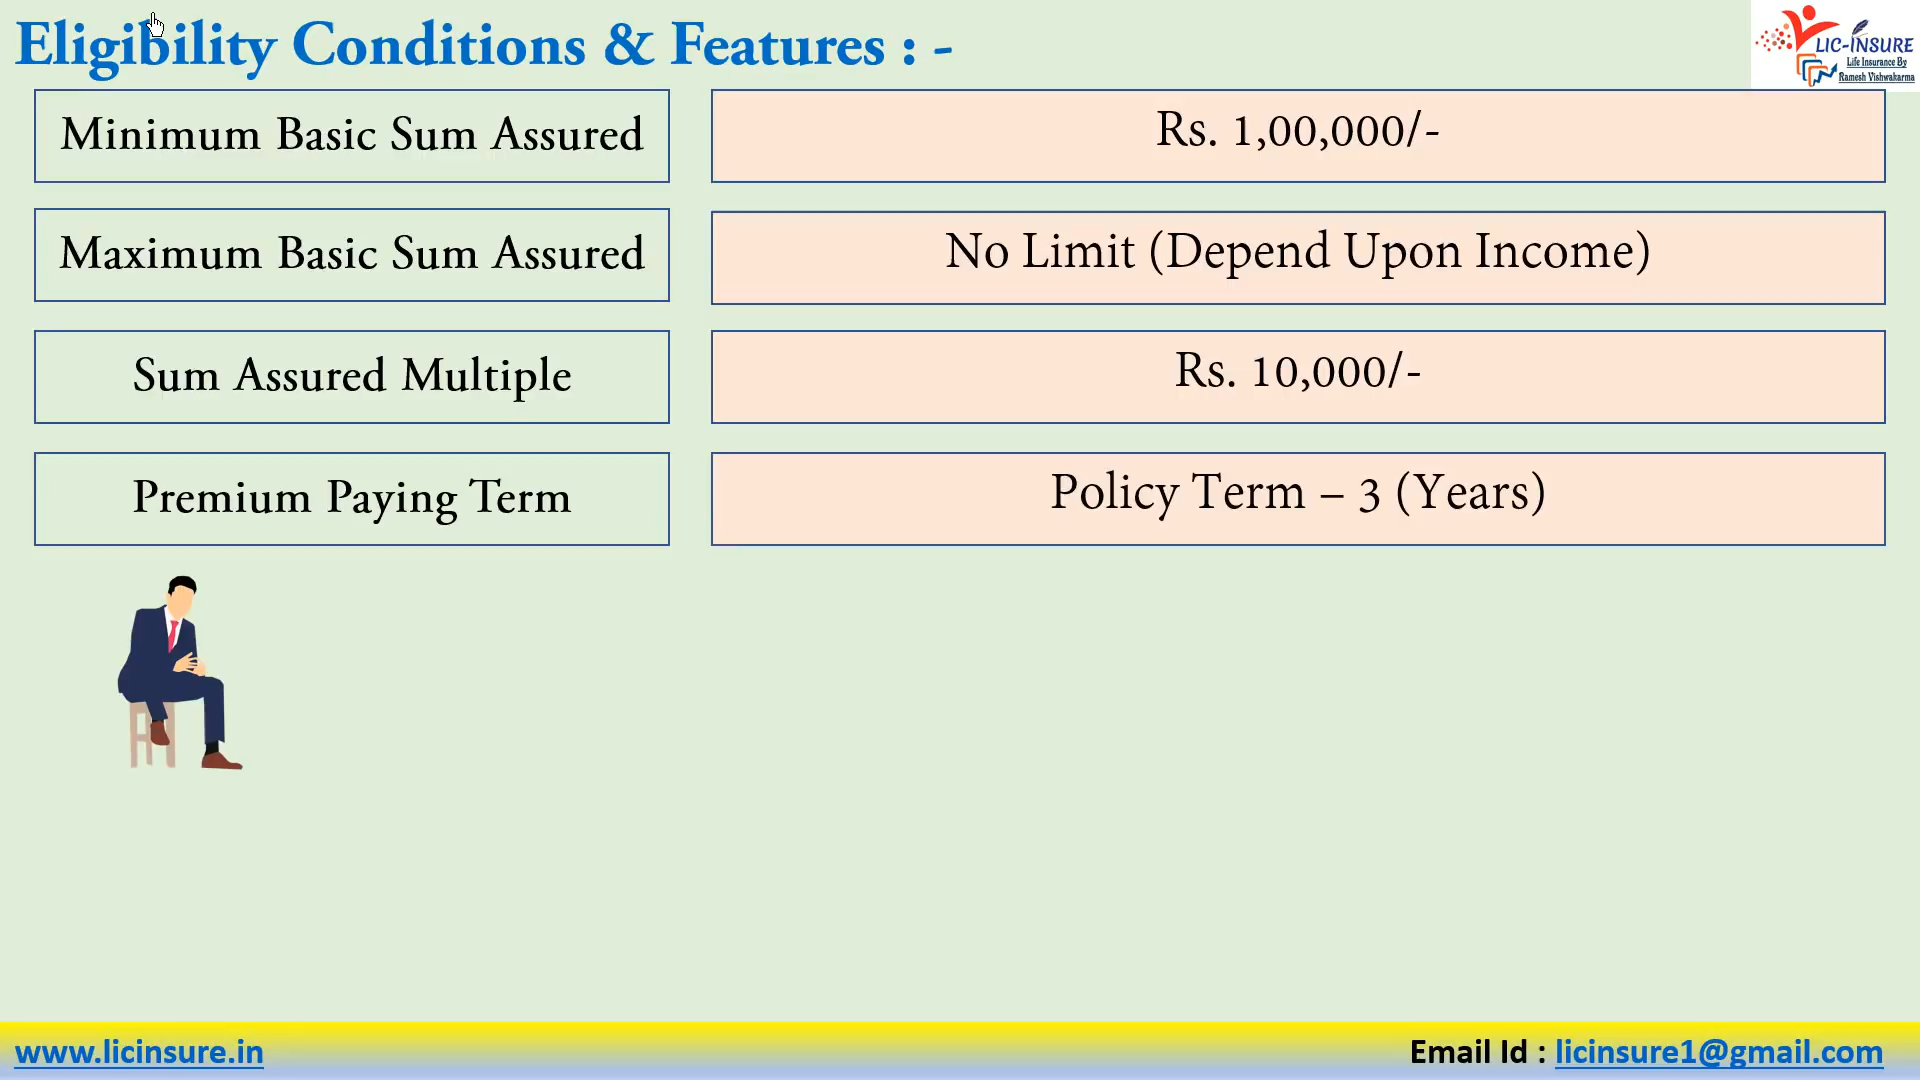 Eligibility Conditions & Features : -
LIC-INSURE
Life Insurance By
Ramesh Vishwakarma
Minimum Basic Sum Assured
Rs. 1,00,000/-
Maximum Basic Sum Assured
No Limit (Depend Upon Income)
Sum Assured Multiple
Rs. 10,000/-
Premium Paying Term
Policy Term – 3 (Years)
www.licinsure.in
Email Id : licinsure1@gmail.com